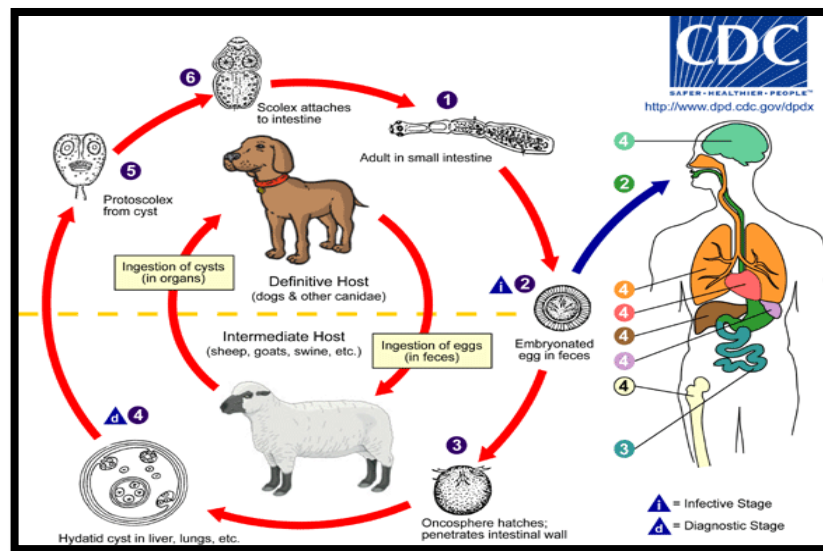 CDC
SAFER • HEALTHIER • PEOPLE™
http://www.dpd.cdc.gov/dpdx
6
Scolex attaches
to intestine
1
Adult in small intestine
5
Protoscolex
from cyst
Ingestion of cysts
(in organs)
Definitive Host
(dogs & other canidae)
i 2
Embryonated
egg in feces
Intermediate Host
(sheep, goats, swine, etc.)
Ingestion of eggs
(in feces)
d 4
Hydatid cyst in liver, lungs, etc.
3
Oncosphere hatches;
penetrates intestinal wall
4
2
4
4
4
4
4
3
i = Infective Stage
d = Diagnostic Stage